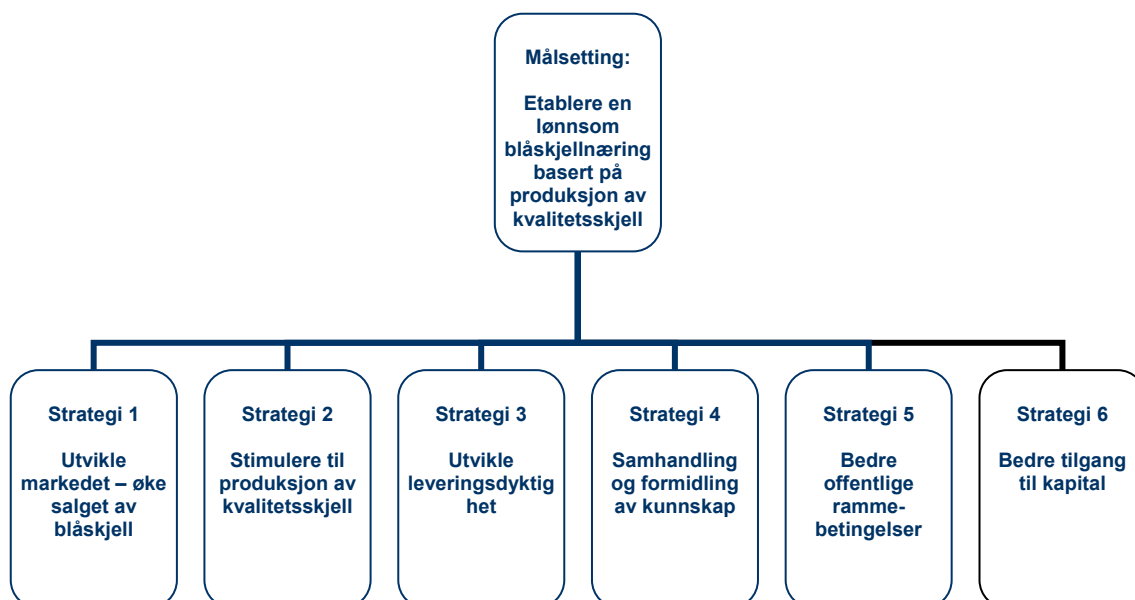 Målsetting:
Etablere en
lønnsom
blåskjellnæring
basert på
produksjon av
kvalitetsskjell
Strategi 1
Utvikle
markedet – øke
salget av
blåskjell
Strategi 2
Stimulere til
produksjon av
kvalitetsskjell
Strategi 3
Utvikle
leveringsdyktig
het
Strategi 4
Samhandling
og formidling
av kunnskap
Strategi 5
Bedre
offentlige
ramme-
betingelser
Strategi 6
Bedre tilgang
til kapital